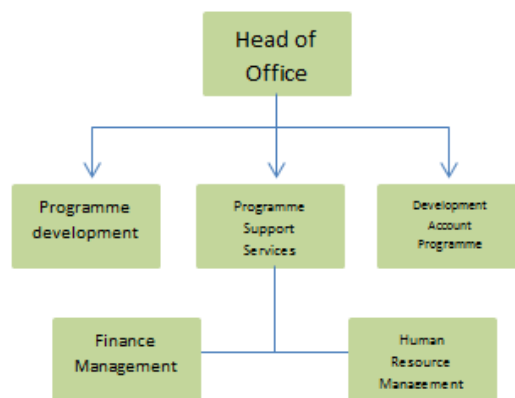 Head of
Office
Programme
development
Programme
Support
Services
Development
Account
Programme
Finance
Management
Human
Resource
Management